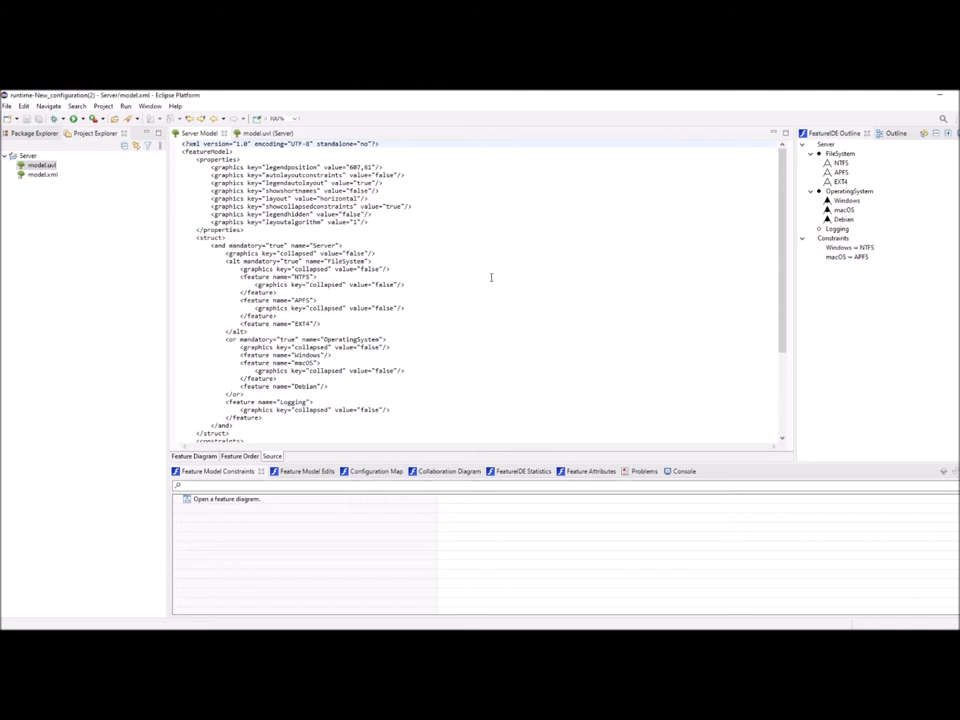 runtime-New_configuration(2) - Server/model.xml - Eclipse Platform
File Edit Navigate Search Project Run Window Help
100%
Package Explorer Project Explorer
Server
model.uvl
model.xml
Server Model model.uvl (Server)
<?xml version="1.0" encoding="UTF-8" standalone="no"?>
<featureModel>
<properties>
<graphics key="legendposition" value="607,61"/>
<graphics key="autolayoutconstraints" value="false"/>
<graphics key="legendautolayout" value="true"/>
<graphics key="showshortnames" value="false"/>
<graphics key="layout" value="horizontal"/>
<graphics key="showcollapsedconstraints" value="true"/>
<graphics key="legendhidden" value="false"/>
<graphics key="layoutalgorithm" value="1"/>
</properties>
<struct>
<and mandatory="true" name="Server">
<graphics key="collapsed" value="false"/>
<alt mandatory="true" name="FileSystem">
<graphics key="collapsed" value="false"/>
<feature name="NTFS">
<graphics key="collapsed" value="false"/>
</feature>
<feature name="APFS">
<graphics key="collapsed" value="false"/>
</feature>
<feature name="EXT4"/>
</alt>
<or mandatory="true" name="OperatingSystem">
<graphics key="collapsed" value="false"/>
<feature name="Windows"/>
<feature name="macOS">
<graphics key="collapsed" value="false"/>
</feature>
<feature name="Debian"/>
</or>
<feature name="Logging">
<graphics key="collapsed" value="false"/>
</feature>
</and>
</struct>
<constraints>
Feature Diagram Feature Order Source
FeatureIDE Outline Outline
Server
FileSystem
NTFS
APFS
EXT4
OperatingSystem
Windows
macOS
Debian
Logging
Constraints
Windows ⇒ NTFS
macOS ⇒ APFS
Feature Model Constraints Feature Model Edits Configuration Map Collaboration Diagram FeatureIDE Statistics Feature Attributes Problems Console
Open a feature diagram.